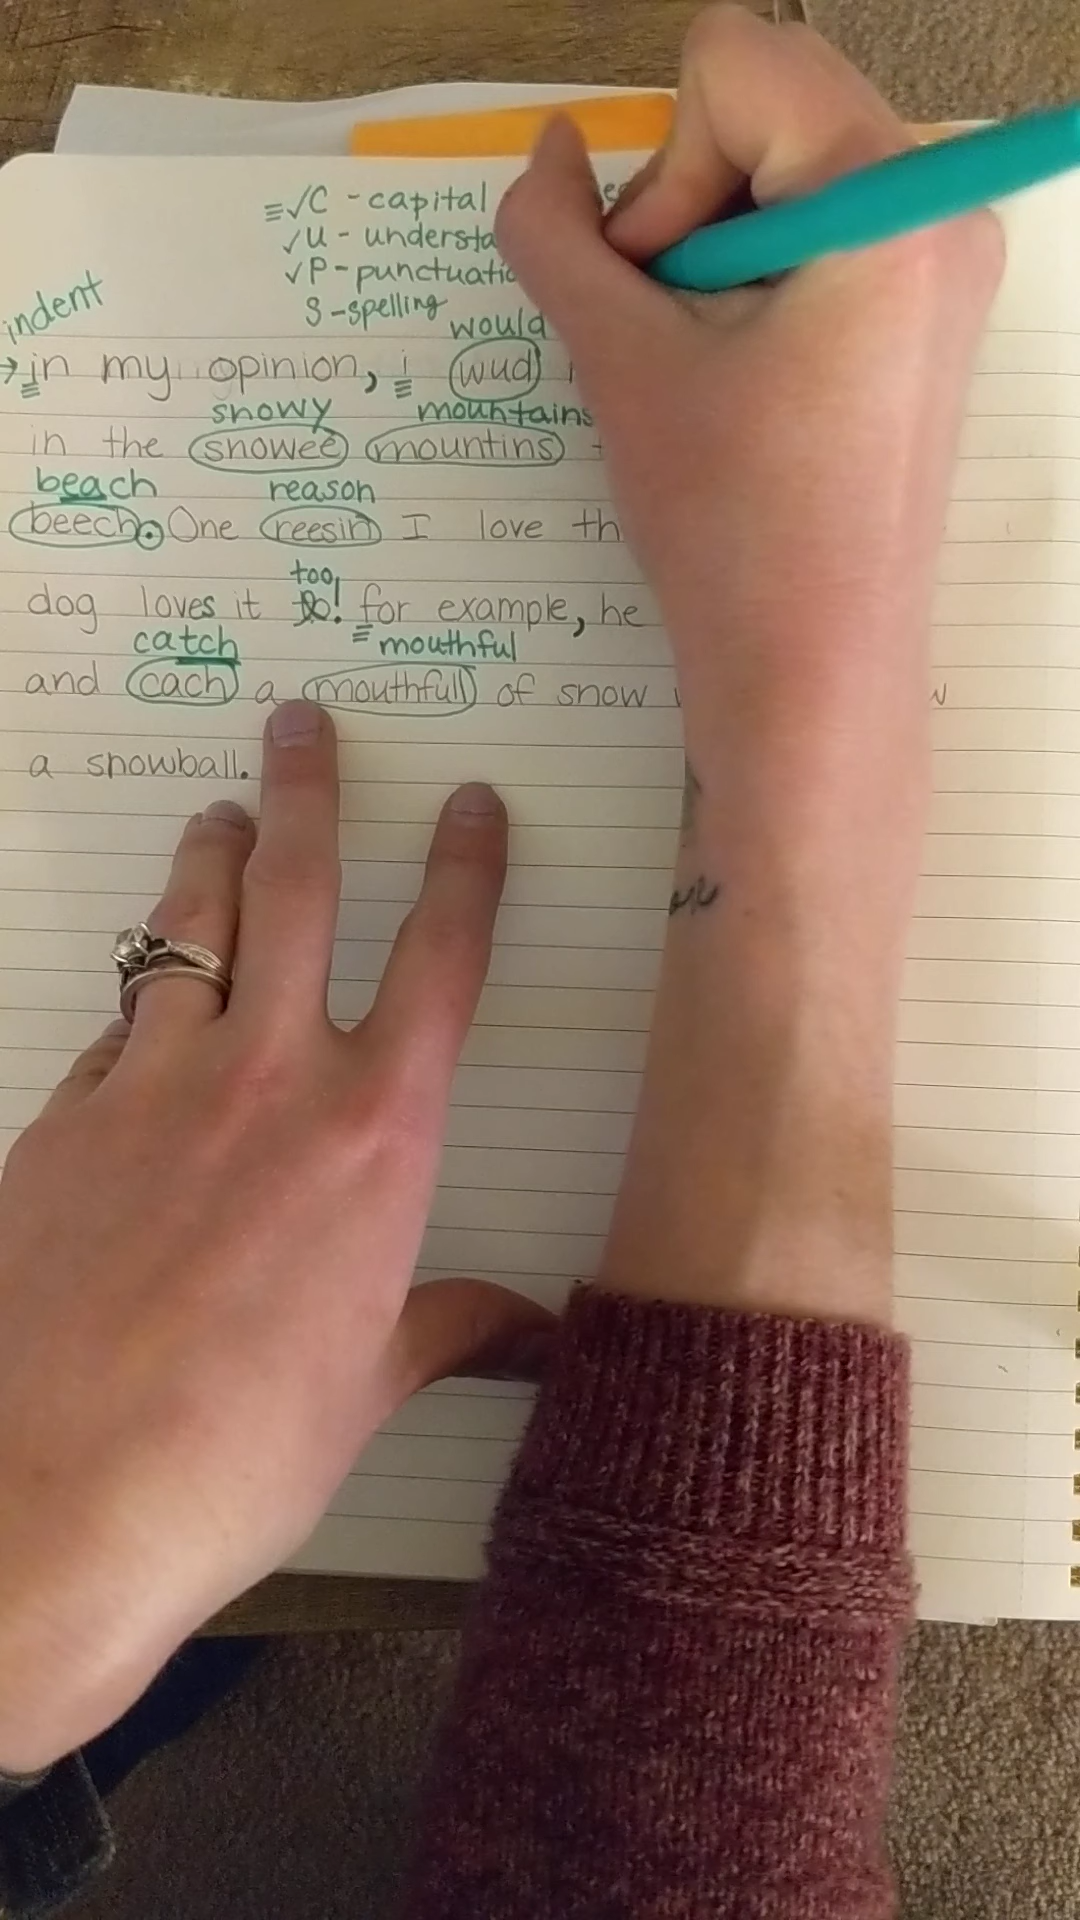 ≡✓C - capital
✓U - understa
✓P - punctuatio
S - spelling
indent
would
→in my opinion, i wud
snowy mountains
in the snowee mountins
beach reason
beech. One reesin I love th
too,
dog loves it to! for example, he
catch mouthful
and cach a mouthfull of snow
a snowball.